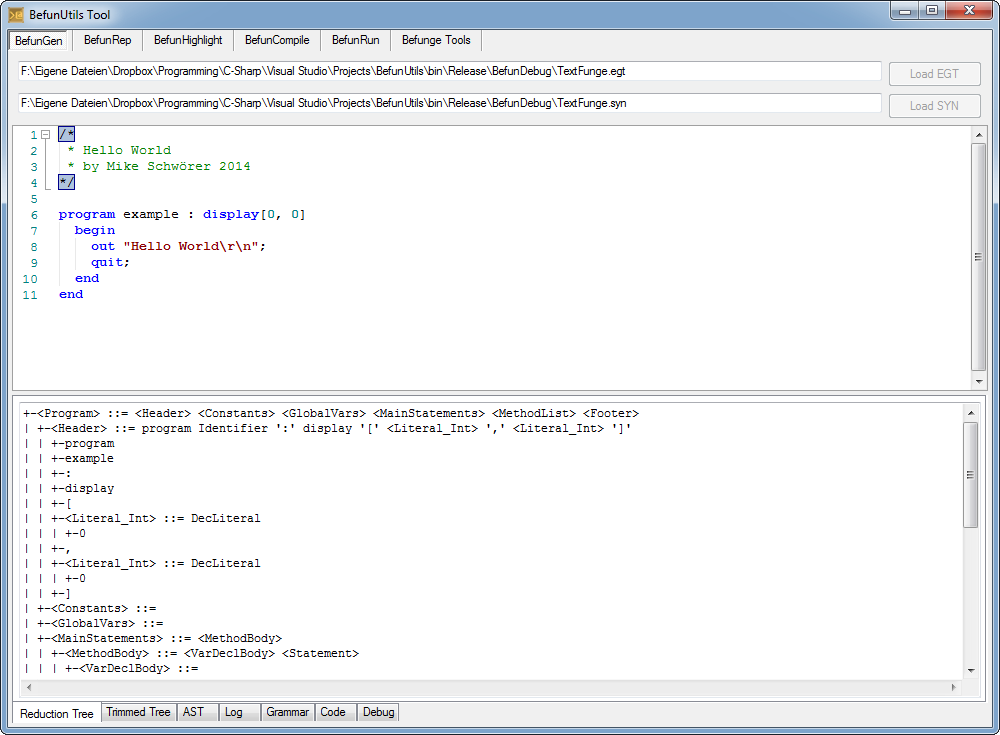 BefunUtils Tool
BefunGen BefunRep BefunHighlight BefunCompile BefunRun Befunge Tools
F:\Eigene Dateien\Dropbox\Programming\C-Sharp\Visual Studio\Projects\BefunUtils\bin\Release\BefunDebug\TextFunge.egt Load EGT
F:\Eigene Dateien\Dropbox\Programming\C-Sharp\Visual Studio\Projects\BefunUtils\bin\Release\BefunDebug\TextFunge.syn Load SYN
1 /*
2  * Hello World
3  * by Mike Schwörer 2014
4 */
5
6 program example : display[0, 0]
7   begin
8     out "Hello World\r\n";
9     quit;
10   end
11 end
+-<Program> ::= <Header> <Constants> <GlobalVars> <MainStatements> <MethodList> <Footer>
| +-<Header> ::= program Identifier ':' display '[' <Literal_Int> ',' <Literal_Int> ']'
| | +-program
| | +-example
| | +-:
| | +-display
| | +-[
| | +-<Literal_Int> ::= DecLiteral
| | | +-0
| | +-,
| | +-<Literal_Int> ::= DecLiteral
| | | +-0
| | +-]
| +-<Constants> ::=
| +-<GlobalVars> ::=
| +-<MainStatements> ::= <MethodBody>
| | +-<MethodBody> ::= <VarDeclBody> <Statement>
| | | +-<VarDeclBody> ::=
Reduction Tree Trimmed Tree AST Log Grammar Code Debug